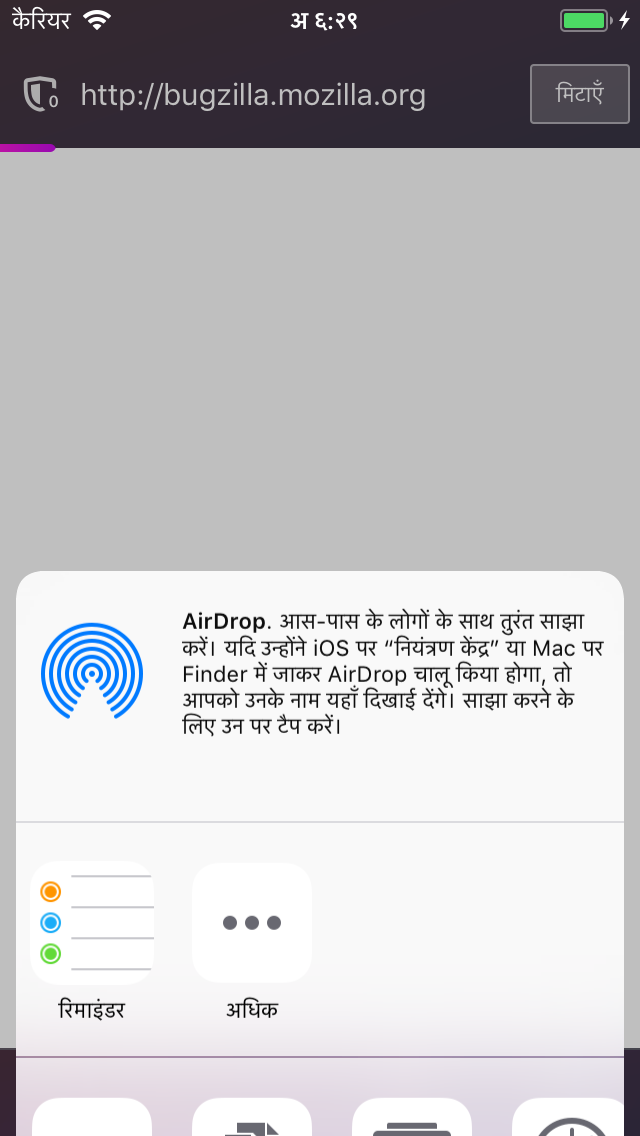 कैरियर अ ६:२९
0 http://bugzilla.mozilla.org मिटाएँ
AirDrop. आस-पास के लोगों के साथ तुरंत साझा
करें। यदि उन्होंने iOS पर “नियंत्रण केंद्र” या Mac पर
Finder में जाकर AirDrop चालू किया होगा, तो
आपको उनके नाम यहाँ दिखाई देंगे। साझा करने के
लिए उन पर टैप करें।
रिमाइंडर अधिक